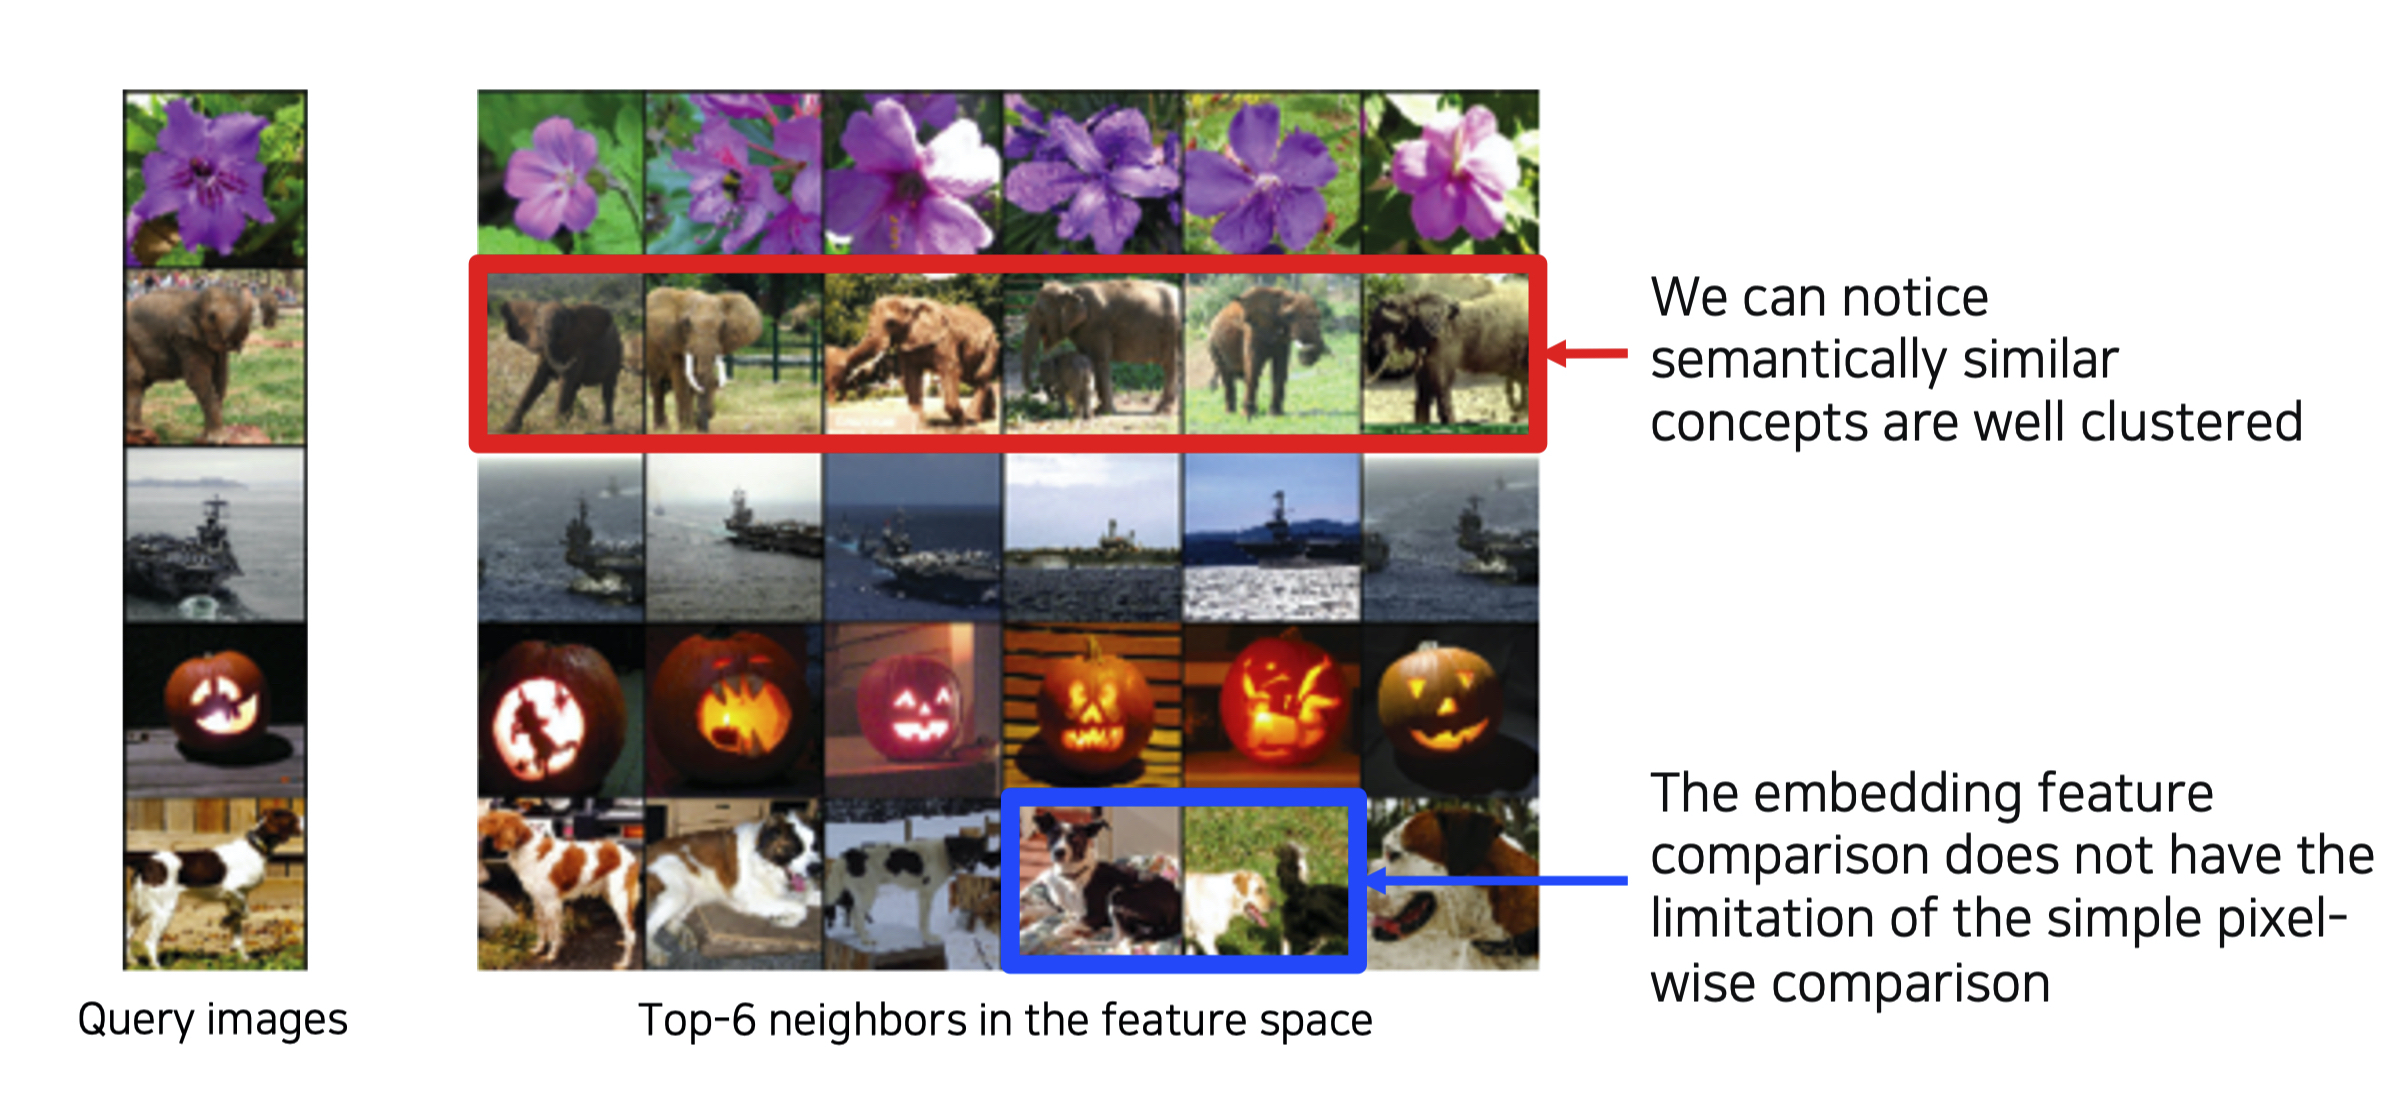 We can notice
semantically similar
concepts are well clustered
The embedding feature
comparison does not have the
limitation of the simple pixel-
wise comparison
Query images
Top-6 neighbors in the feature space